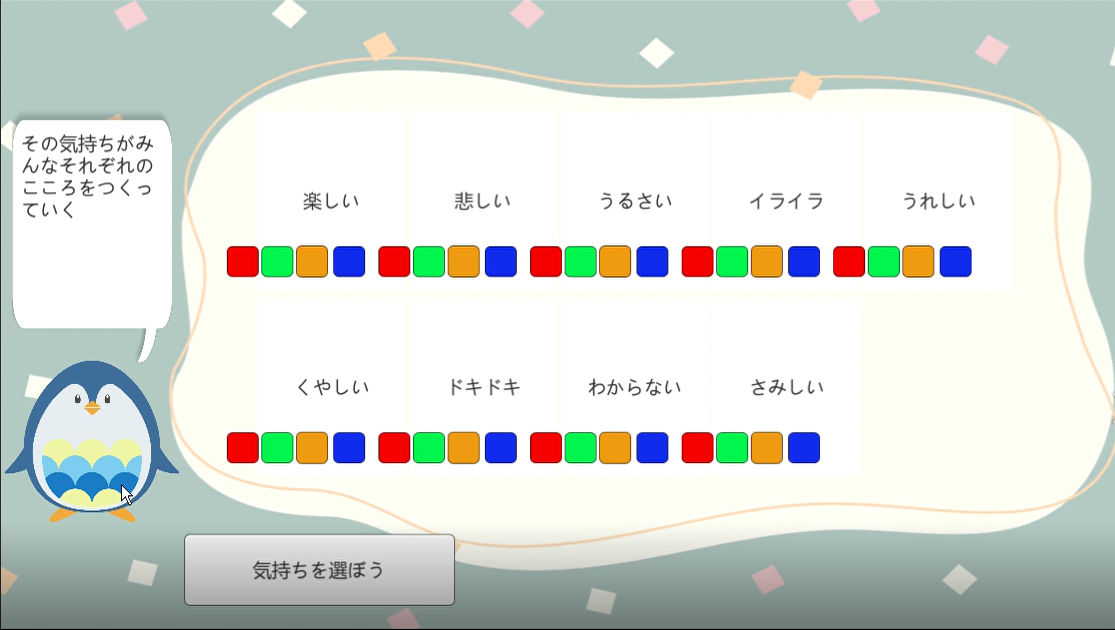 その気持ちがみ
んなそれぞれの
こころをつくっ
ていく
楽しい 悲しい うるさい イライラ うれしい
くやしい ドキドキ わからない さみしい
気持ちを選ぼう